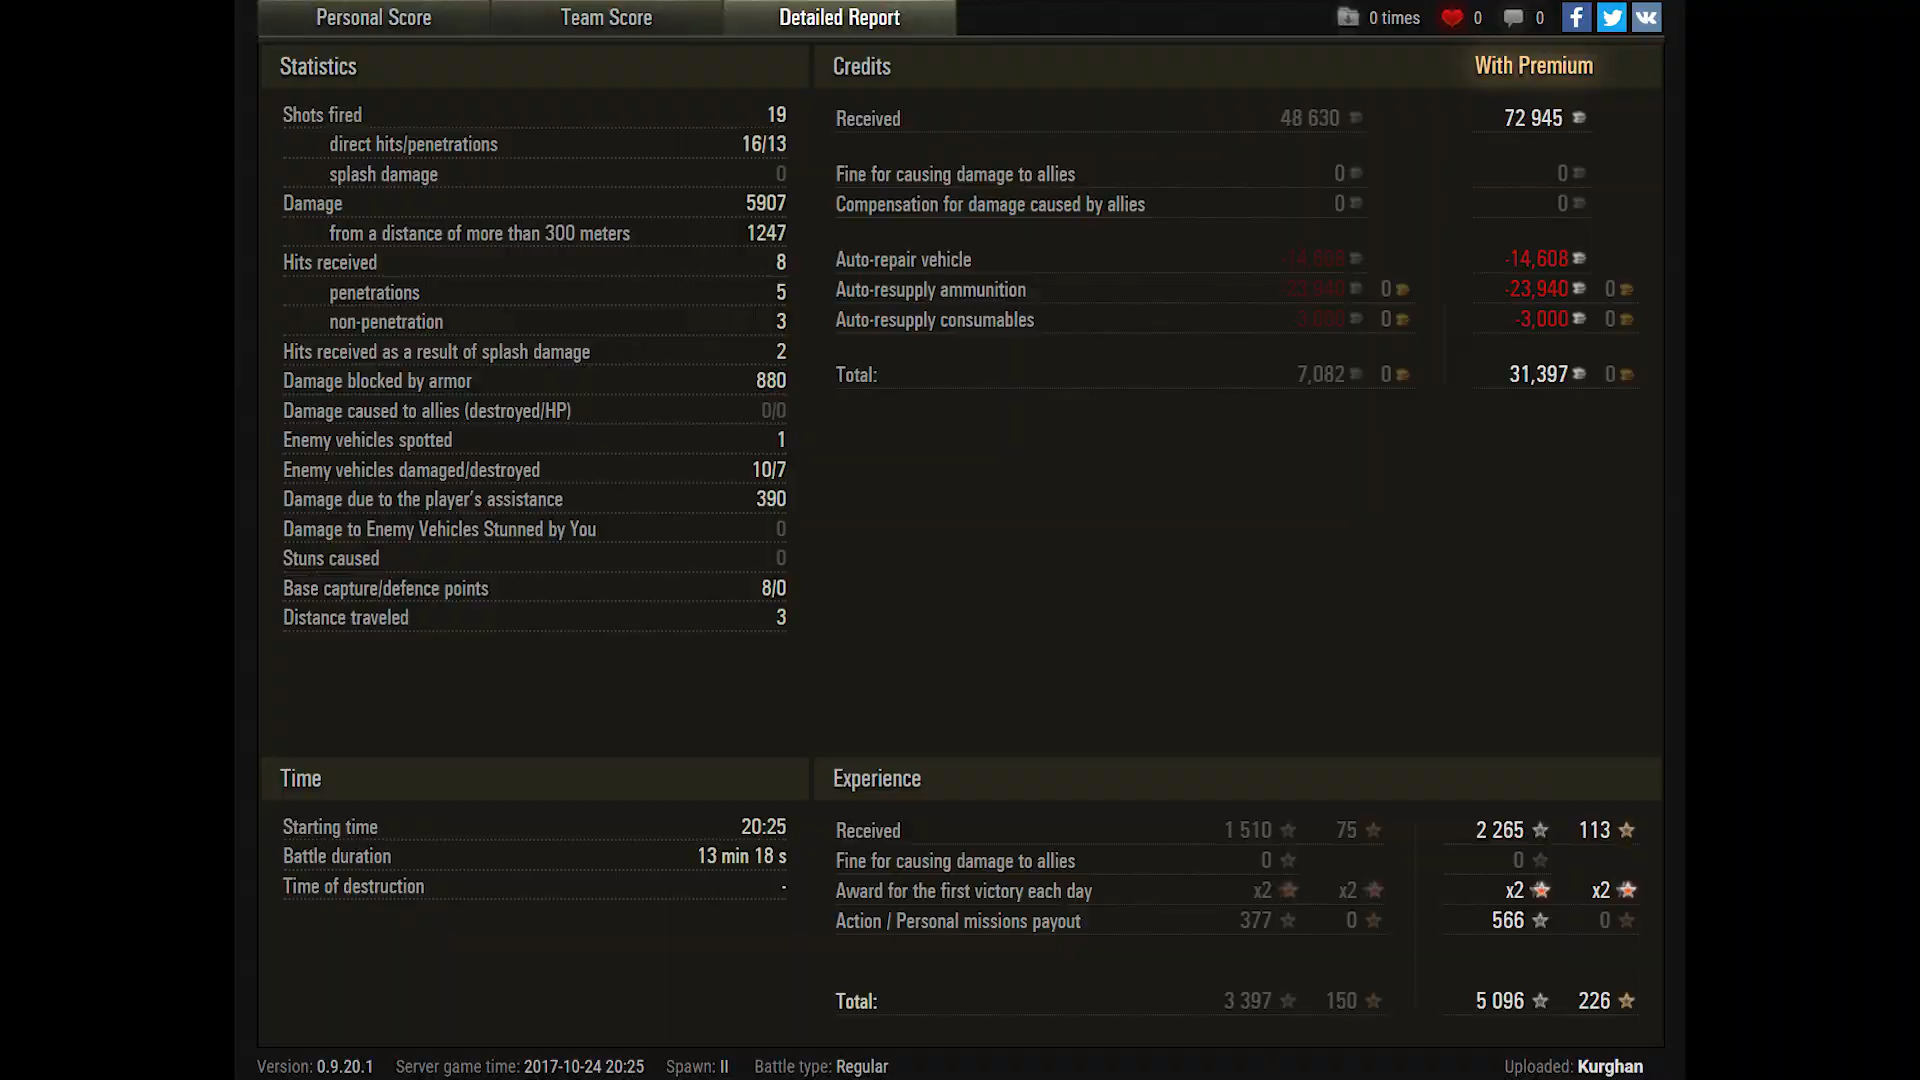 Personal Score Team Score Detailed Report 0 times 0 0
Statistics
Shots fired 19
direct hits/penetrations 16/13
splash damage 0
Damage 5907
from a distance of more than 300 meters 1247
Hits received 8
penetrations 5
non-penetration 3
Hits received as a result of splash damage 2
Damage blocked by armor 880
Damage caused to allies (destroyed/HP) 0/0
Enemy vehicles spotted 1
Enemy vehicles damaged/destroyed 10/7
Damage due to the player's assistance 390
Damage to Enemy Vehicles Stunned by You 0
Stuns caused 0
Base capture/defence points 8/0
Distance traveled 3
Credits With Premium
Received 48 630 72 945
Fine for causing damage to allies 0 0
Compensation for damage caused by allies 0 0
Auto-repair vehicle -14,608 -14,608
Auto-resupply ammunition -23,940 0 -23,940 0
Auto-resupply consumables -3,000 0 -3,000 0
Total: 7,082 0 31,397 0
Time
Starting time 20:25
Battle duration 13 min 18 s
Time of destruction -
Experience
Received 1 510 75 2 265 113
Fine for causing damage to allies 0 0
Award for the first victory each day x2 x2 x2 x2
Action / Personal missions payout 377 0 566 0
Total: 3 397 150 5 096 226
Version: 0.9.20.1 Server game time: 2017-10-24 20:25 Spawn: II Battle type: Regular Uploaded: Kurghan